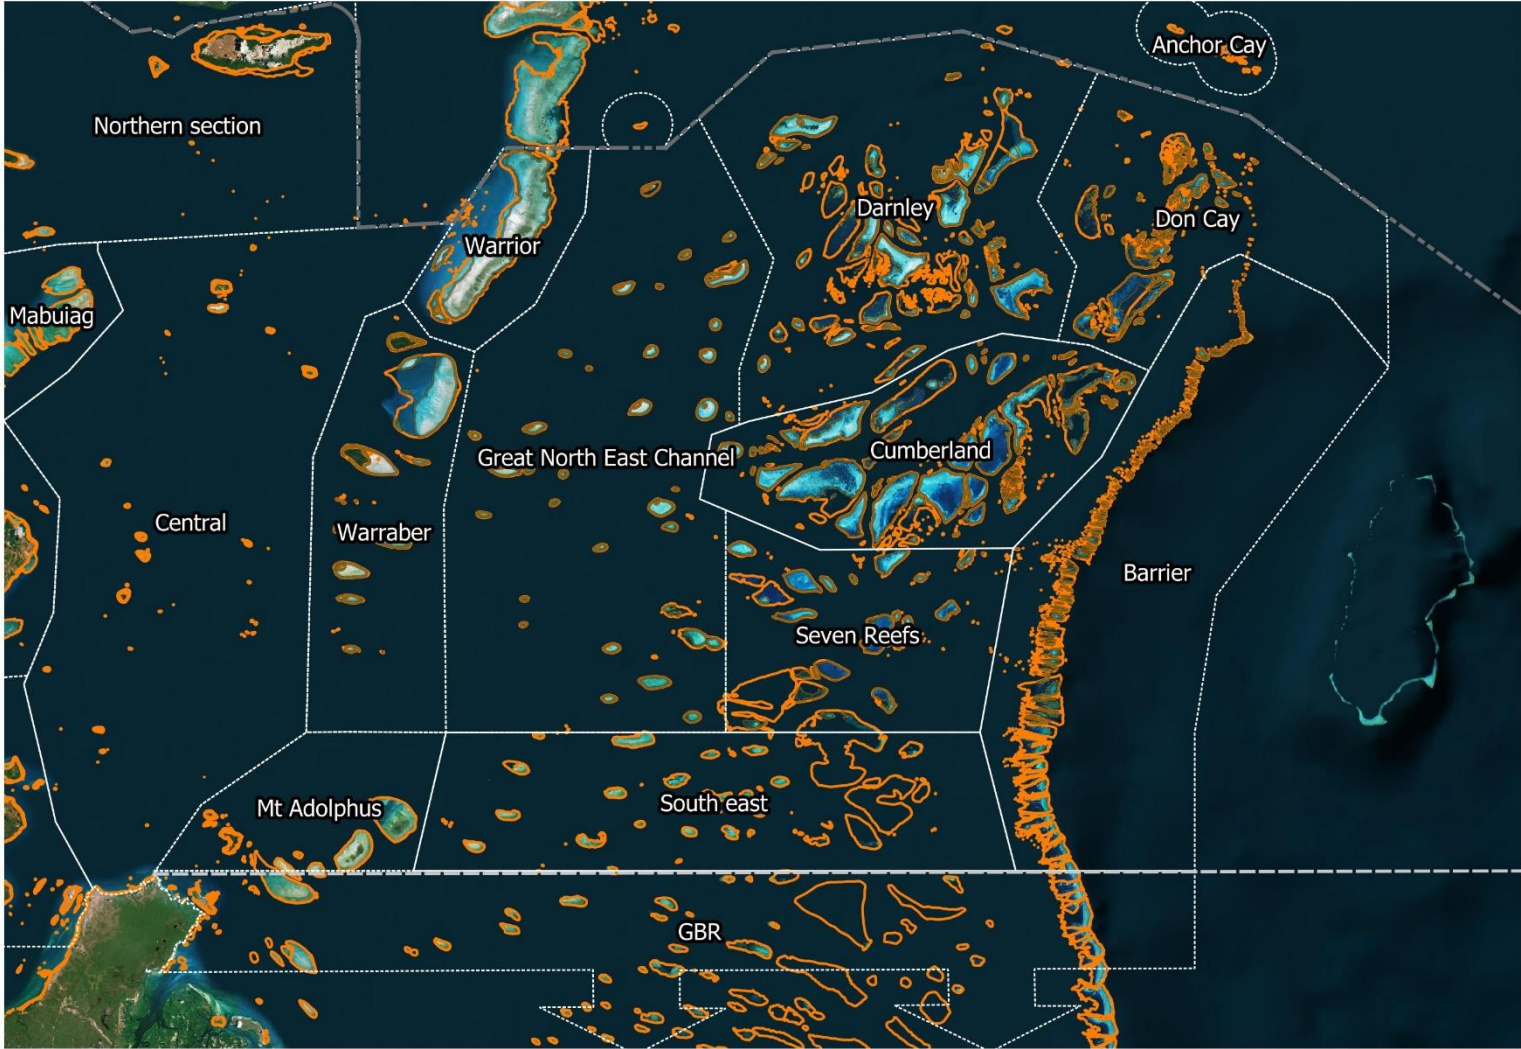 Anchor Cay
Northern section
Darnley
Don Cay
Warrior
Mabuiag
Cumberland
Great North East Channel
Central
Warraber
Barrier
Seven Reefs
Mt Adolphus
South east
GBR